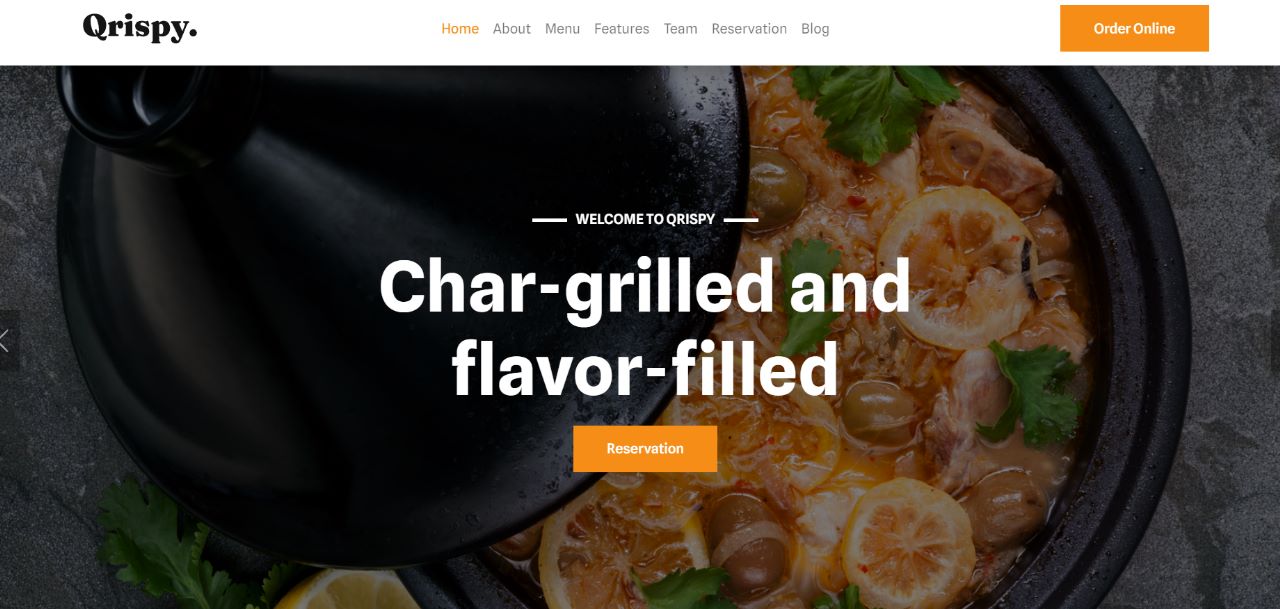 Qrispy.
Home About Menu Features Team Reservation Blog
Order Online
WELCOME TO QRISPY
Char-grilled and
flavor-filled
Reservation